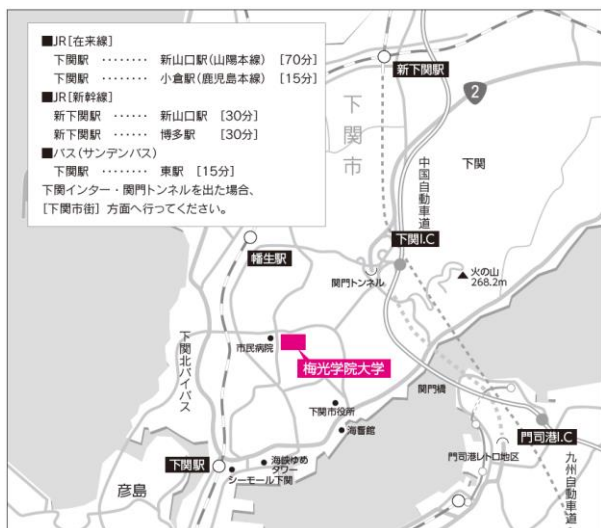 ■JR[在来線]
下関駅 ‥‥‥‥ 新山口駅(山陽本線) [70分]
下関駅 ‥‥‥‥ 小倉駅(鹿児島本線) [15分]
■JR[新幹線]
新下関駅 ‥‥‥ 新山口駅 [30分]
新下関駅 ‥‥‥ 博多駅 [30分]
■バス(サンデンバス)
下関駅 ‥‥‥‥ 東駅 [15分]
下関インター・関門トンネルを出た場合、
[下関市街] 方面へ行ってください。
新下関駅
2
下関市
下関
中国自動車道
下関I.C
幡生駅
関門トンネル
火の山
268.2m
下関北バイパス
市民病院
梅光学院大学
関門橋
下関市役所
海響館
門司港I.C
門司港レトロ地区
九州自動車道
下関駅
海峡ゆめ
タワー
シーモール下関
彦島